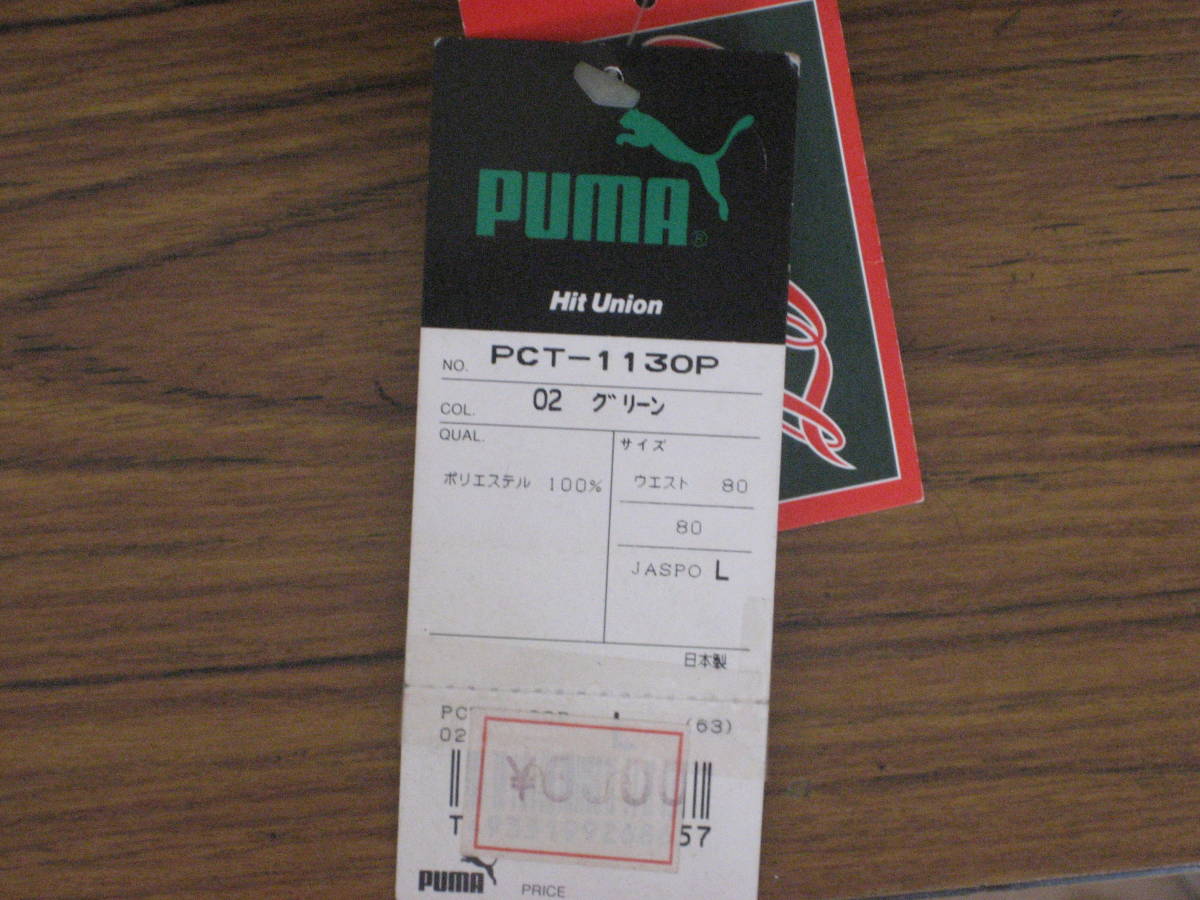 PUMA®
Hit Union
NO. PCT-1130P
COL. 02 グリーン
QUAL.
サイズ
ポリエステル 100%
ウエスト 80
80
JASPO L
日本製
L (63)
02
T 57
PUMA PRICE